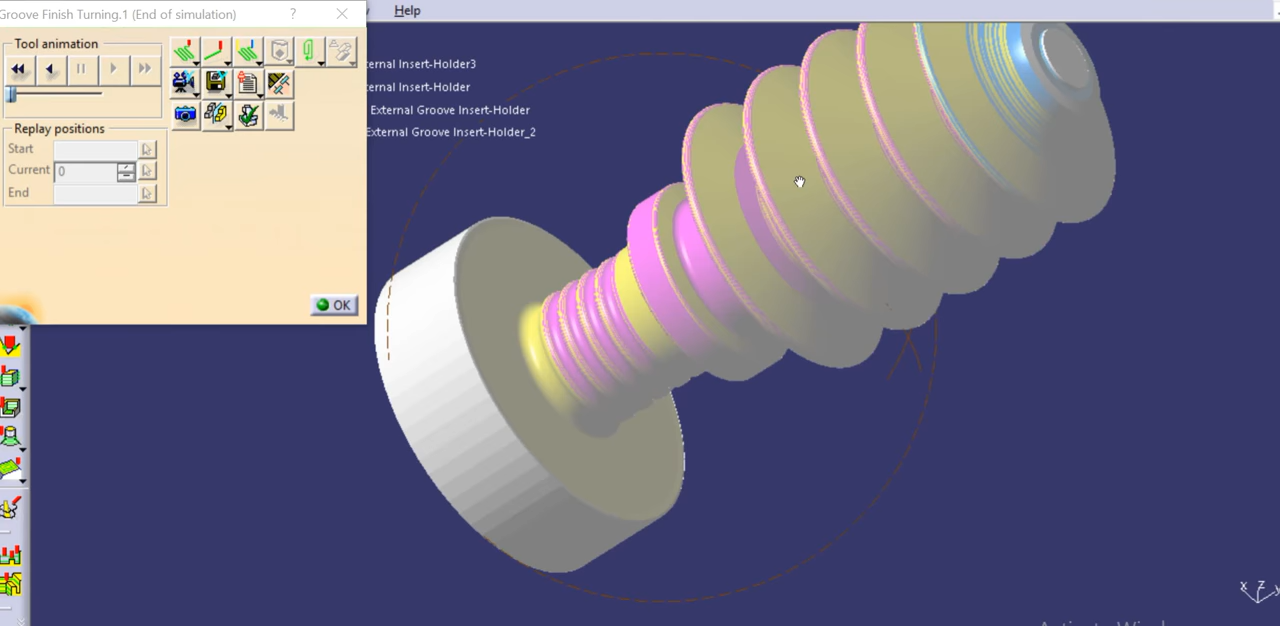 Groove Finish Turning.1 (End of simulation) ?
Help
Tool animation
Replay positions
Start
Current 0
End
OK
ternal Insert-Holder3
ternal Insert-Holder
External Groove Insert-Holder
External Groove Insert-Holder_2
X Z y